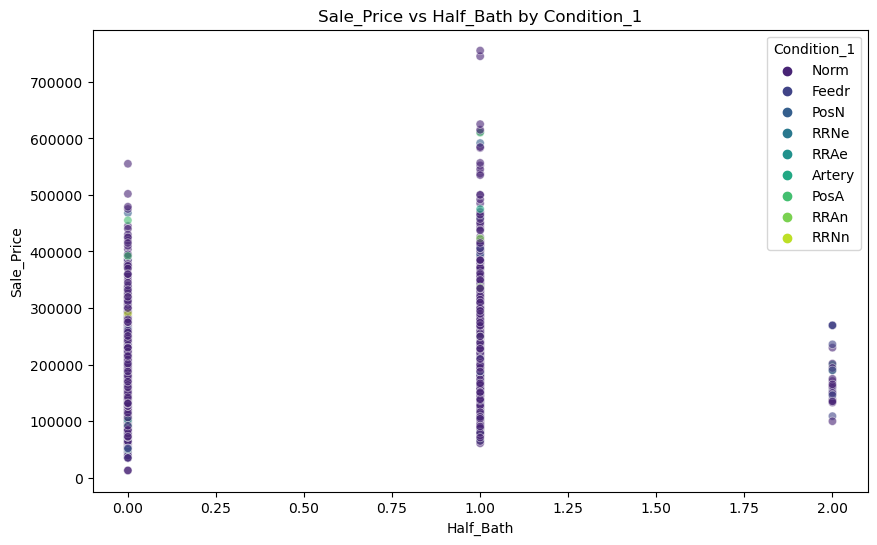 Sale_Price vs Half_Bath by Condition_1
Condition_1
Norm
Feedr
PosN
RRNe
RRAe
Artery
PosA
RRAn
RRNn
Sale_Price
700000
600000
500000
400000
300000
200000
100000
0
0.00 0.25 0.50 0.75 1.00 1.25 1.50 1.75 2.00
Half_Bath